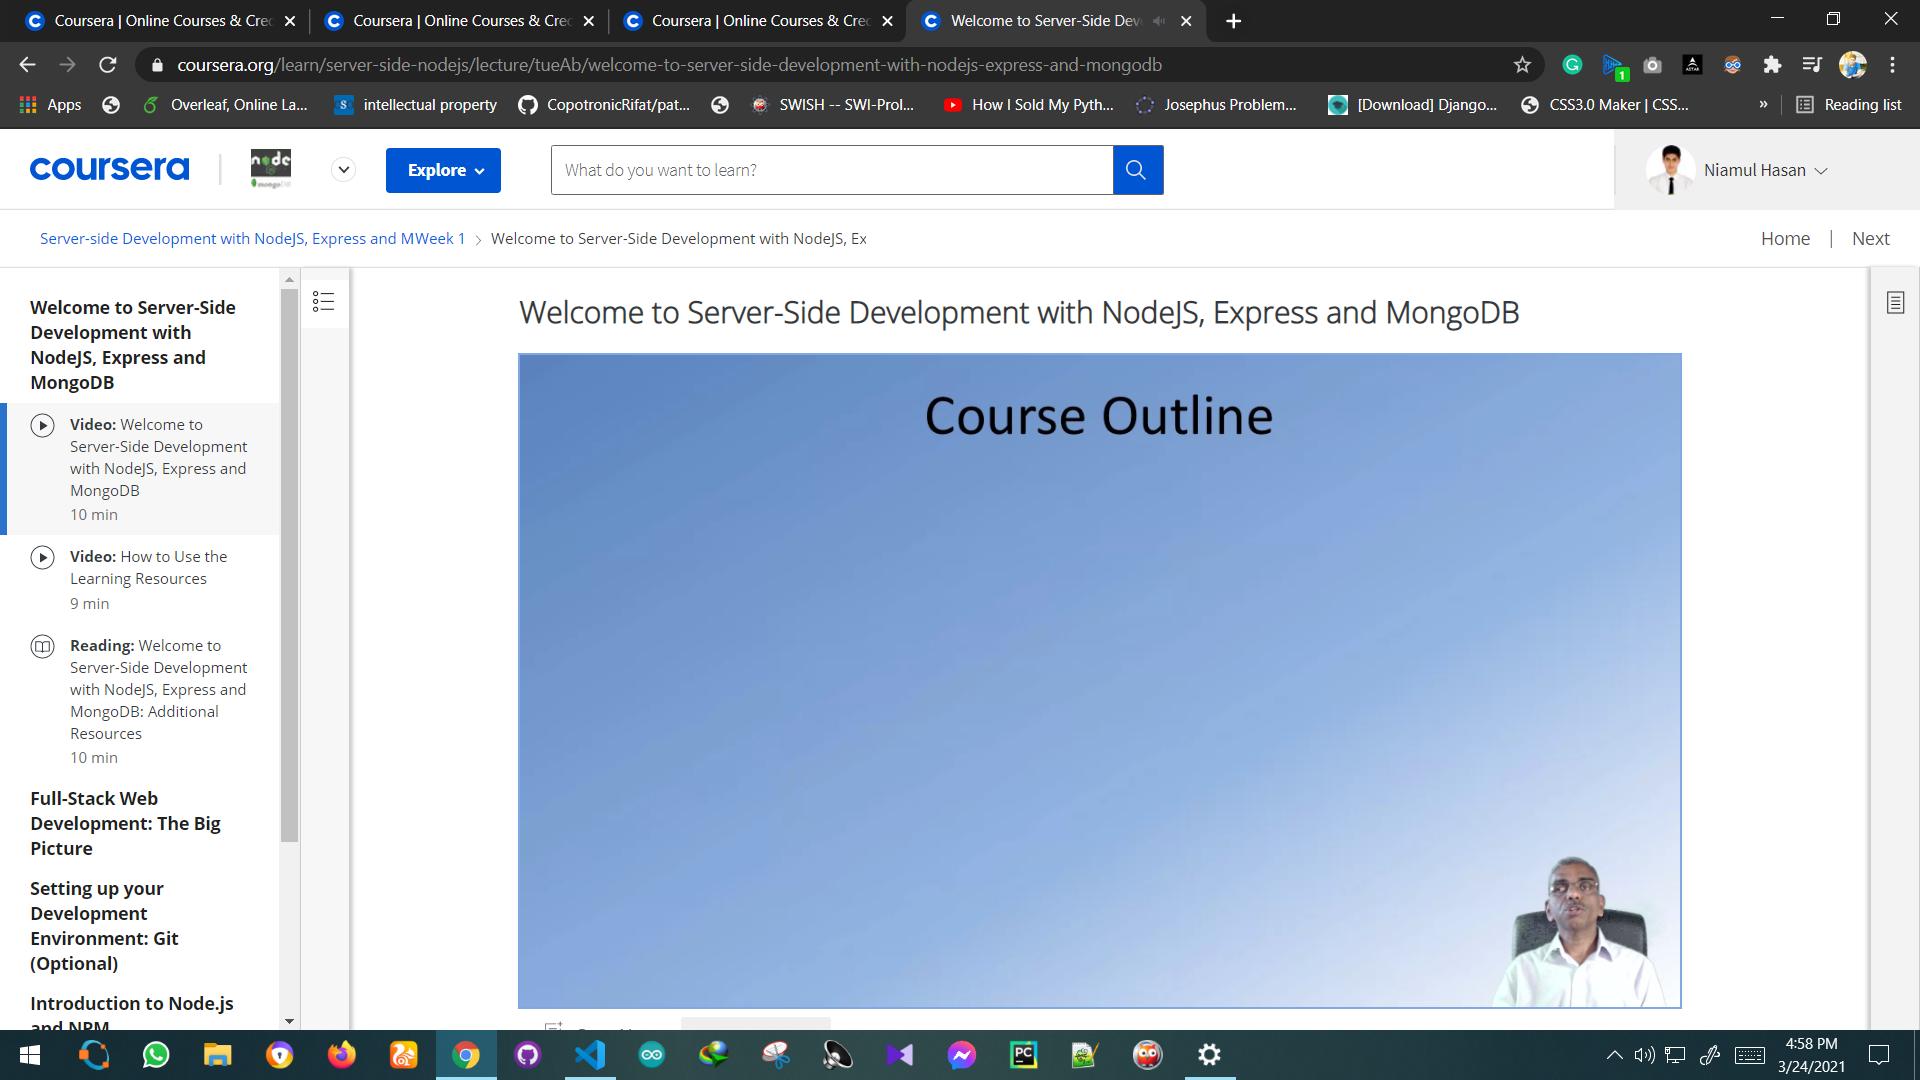 Coursera | Online Courses & Cred
Coursera | Online Courses & Cred
Coursera | Online Courses & Cred
Welcome to Server-Side Dev
coursera.org/learn/server-side-nodejs/lecture/tueAb/welcome-to-server-side-development-with-nodejs-express-and-mongodb
1
Apps
Overleaf, Online La...
intellectual property
CopotronicRifat/pat...
SWISH -- SWI-Prol...
How I Sold My Pyth...
Josephus Problem...
[Download] Django...
CSS3.0 Maker | CSS...
»
Reading list
coursera
node
mongoDB
Explore
What do you want to learn?
Niamul Hasan
Server-side Development with NodeJS, Express and MWeek 1
Welcome to Server-Side Development with NodeJS, Ex
Home | Next
Welcome to Server-Side
Development with
NodeJS, Express and
MongoDB
Video: Welcome to
Server-Side Development
with NodeJS, Express and
MongoDB
10 min
Video: How to Use the
Learning Resources
9 min
Reading: Welcome to
Server-Side Development
with NodeJS, Express and
MongoDB: Additional
Resources
10 min
Full-Stack Web
Development: The Big
Picture
Setting up your
Development
Environment: Git
(Optional)
Introduction to Node.js
and NPM
Welcome to Server-Side Development with NodeJS, Express and MongoDB
Course Outline
PC
4:58 PM
3/24/2021